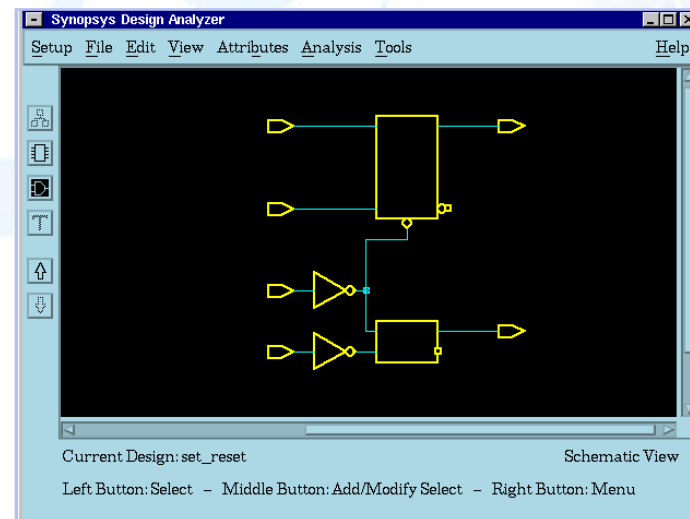 Synopsys Design Analyzer
Setup File Edit View Attributes Analysis Tools Help
T
Current Design: set_reset Schematic View
Left Button: Select – Middle Button: Add/Modify Select – Right Button: Menu